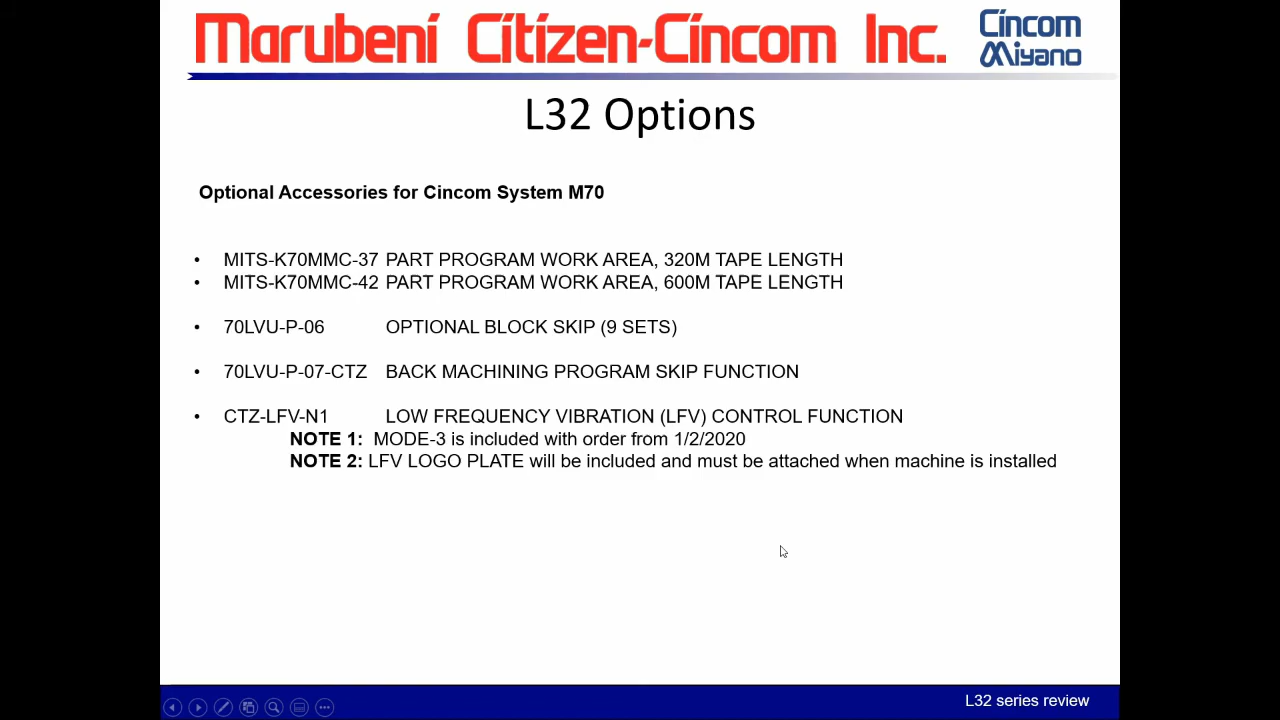 Marubeni Citizen-Cincom Inc.
Cincom
Miyano
L32 Options
Optional Accessories for Cincom System M70
• MITS-K70MMC-37 PART PROGRAM WORK AREA, 320M TAPE LENGTH
• MITS-K70MMC-42 PART PROGRAM WORK AREA, 600M TAPE LENGTH
• 70LVU-P-06 OPTIONAL BLOCK SKIP (9 SETS)
• 70LVU-P-07-CTZ BACK MACHINING PROGRAM SKIP FUNCTION
• CTZ-LFV-N1 LOW FREQUENCY VIBRATION (LFV) CONTROL FUNCTION
NOTE 1: MODE-3 is included with order from 1/2/2020
NOTE 2: LFV LOGO PLATE will be included and must be attached when machine is installed
L32 series review